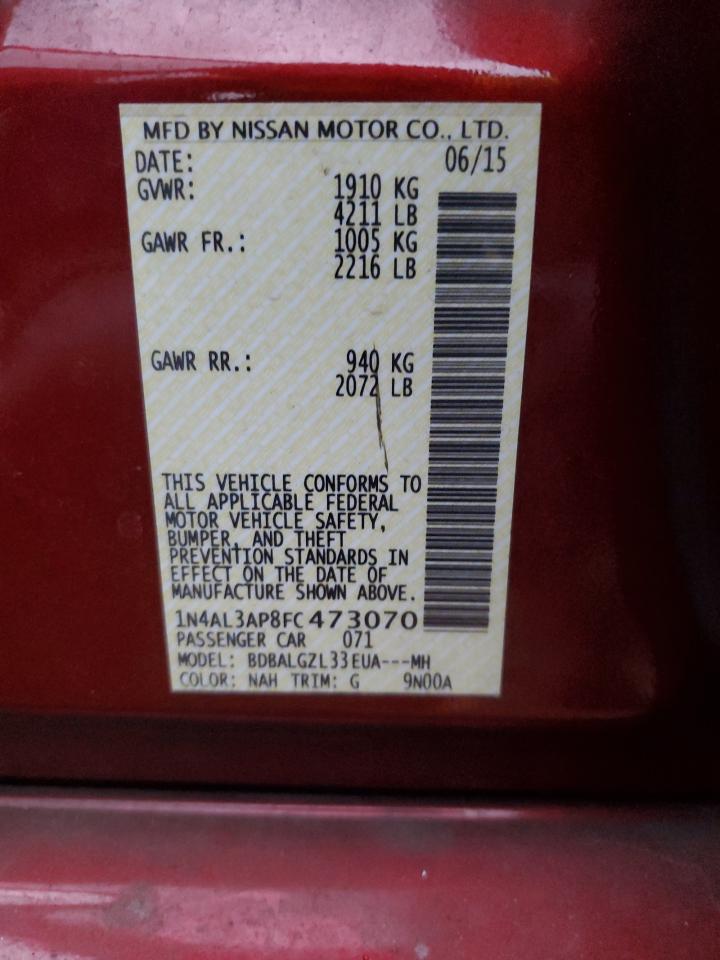 MFD BY NISSAN MOTOR CO., LTD.
DATE: 06/15
GVWR: 1910 KG
4211 LB
GAWR FR.: 1005 KG
2216 LB
GAWR RR.: 940 KG
2072 LB
THIS VEHICLE CONFORMS TO
ALL APPLICABLE FEDERAL
MOTOR VEHICLE SAFETY,
BUMPER, AND THEFT
PREVENTION STANDARDS IN
EFFECT ON THE DATE OF
MANUFACTURE SHOWN ABOVE.
1N4AL3AP8FC473070
PASSENGER CAR 071
MODEL: BDBALGZL33EUA---MH
COLOR: NAH TRIM: G 9N00A